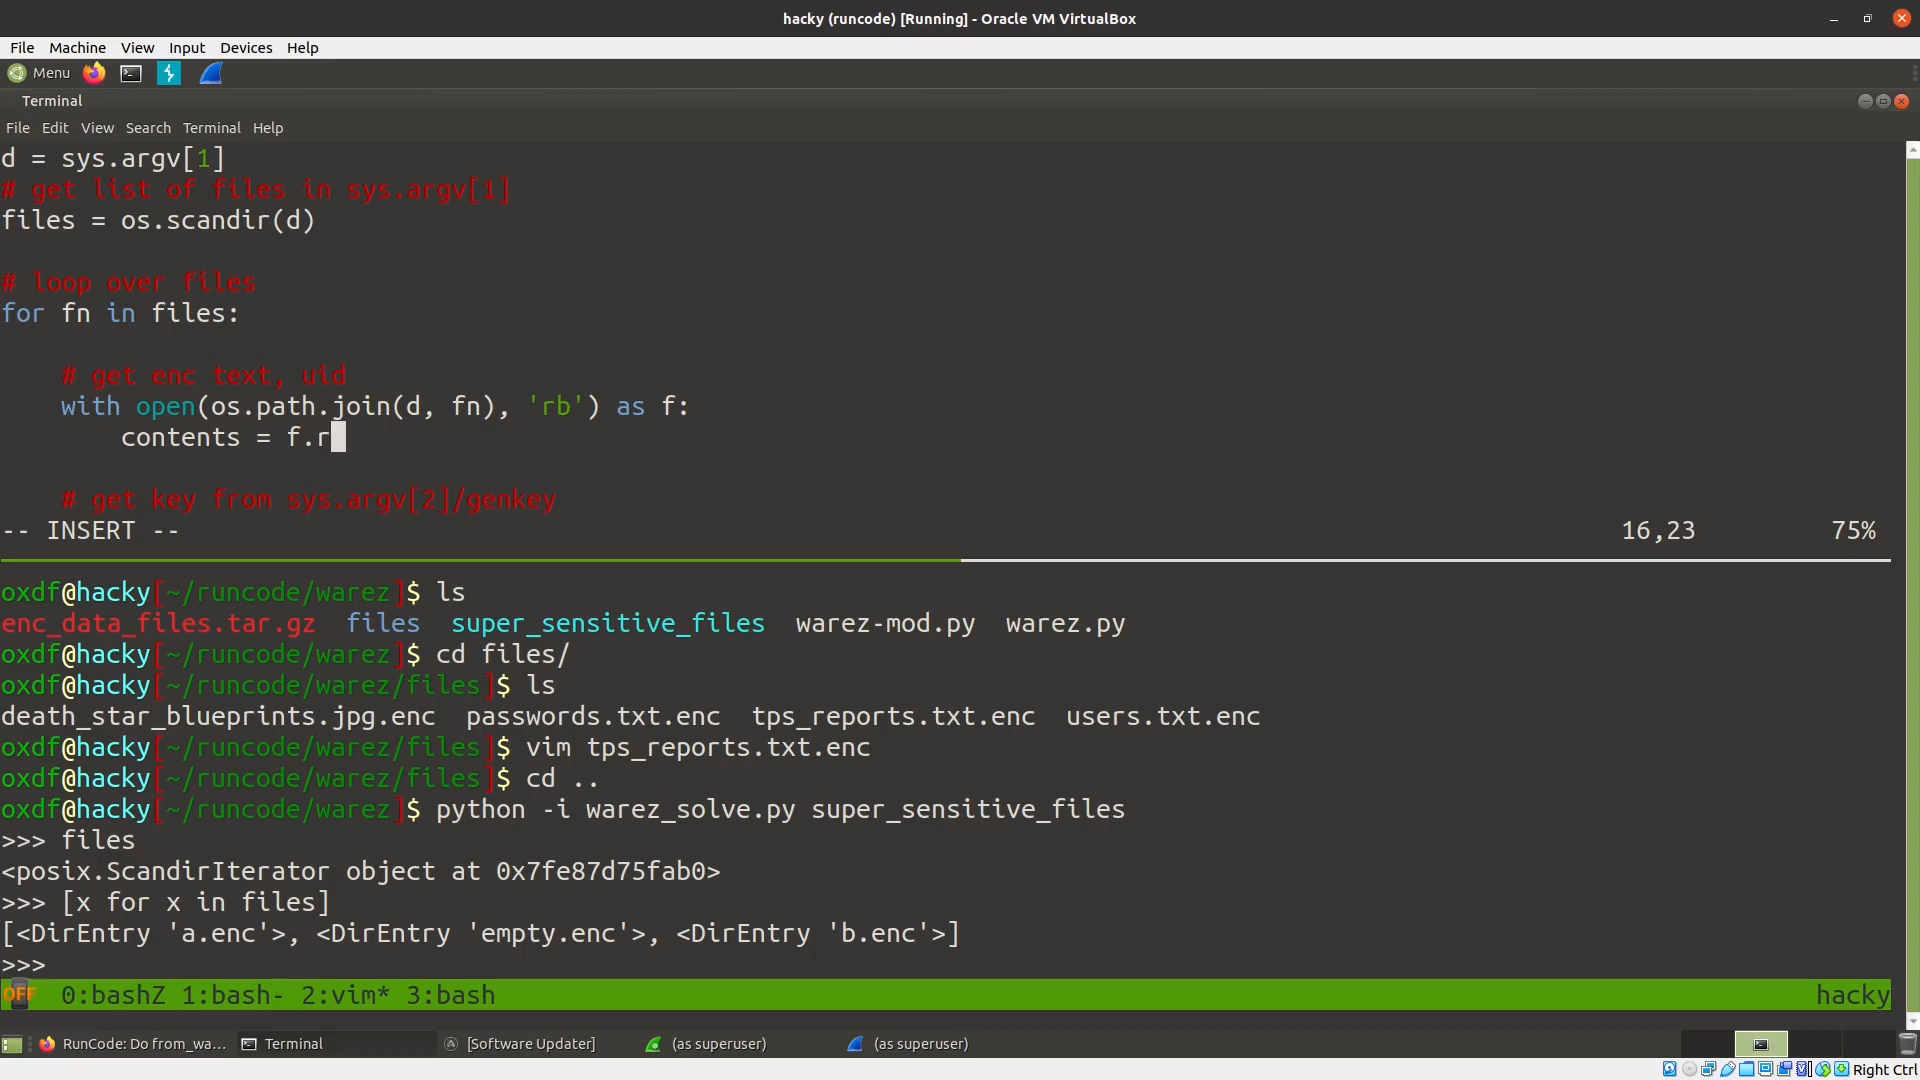 hacky (runcode) [Running] - Oracle VM VirtualBox
File Machine View Input Devices Help
Menu
Terminal
File Edit View Search Terminal Help
d = sys.argv[1]
# get list of files in sys.argv[1]
files = os.scandir(d)
# loop over files
for fn in files:
    # get enc text, uid
    with open(os.path.join(d, fn), 'rb') as f:
        contents = f.r
    # get key from sys.argv[2]/genkey
-- INSERT -- 16,23 75%
oxdf@hacky[~/runcode/warez]$ ls
enc_data_files.tar.gz files super_sensitive_files warez-mod.py warez.py
oxdf@hacky[~/runcode/warez]$ cd files/
oxdf@hacky[~/runcode/warez/files]$ ls
death_star_blueprints.jpg.enc passwords.txt.enc tps_reports.txt.enc users.txt.enc
oxdf@hacky[~/runcode/warez/files]$ vim tps_reports.txt.enc
oxdf@hacky[~/runcode/warez/files]$ cd ..
oxdf@hacky[~/runcode/warez]$ python -i warez_solve.py super_sensitive_files
>>> files
<posix.ScandirIterator object at 0x7fe87d75fab0>
>>> [x for x in files]
[<DirEntry 'a.enc'>, <DirEntry 'empty.enc'>, <DirEntry 'b.enc'>]
>>>
OFF 0:bashZ 1:bash- 2:vim* 3:bash hacky
RunCode: Do from_wa... Terminal [Software Updater] (as superuser) (as superuser)
Right Ctrl